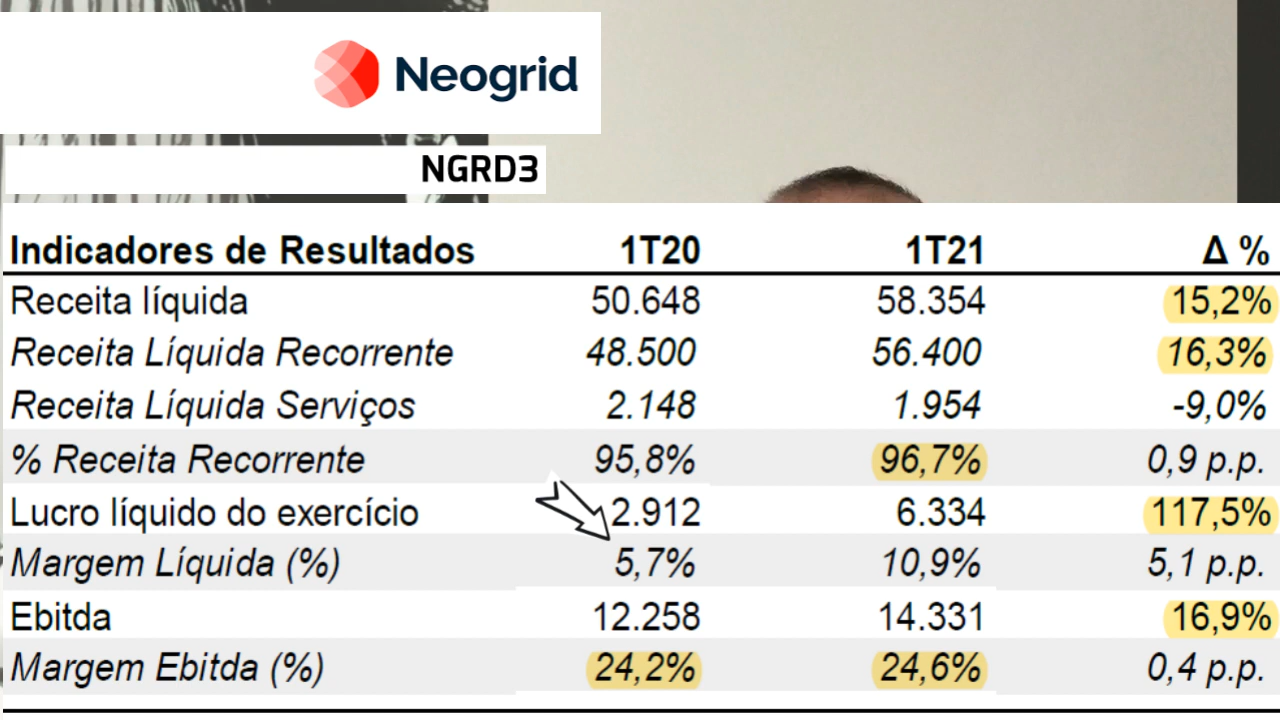 Neogrid
NGRD3
Indicadores de Resultados 1T20 1T21 Δ %
Receita líquida 50.648 58.354 15,2%
Receita Líquida Recorrente 48.500 56.400 16,3%
Receita Líquida Serviços 2.148 1.954 -9,0%
% Receita Recorrente 95,8% 96,7% 0,9 p.p.
Lucro líquido do exercício 2.912 6.334 117,5%
Margem Líquida (%) 5,7% 10,9% 5,1 p.p.
Ebitda 12.258 14.331 16,9%
Margem Ebitda (%) 24,2% 24,6% 0,4 p.p.